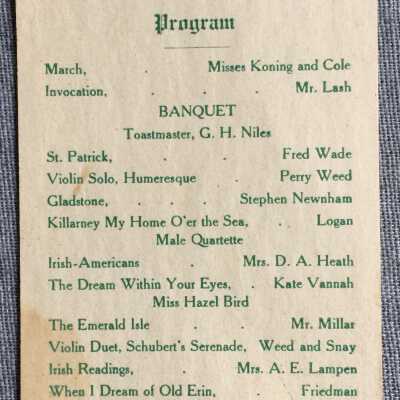 Program
March, . . . Misses Koning and Cole
Invocation, . . . . Mr. Lash
BANQUET
Toastmaster, G. H. Niles
St. Patrick, . . . Fred Wade
Violin Solo, Humeresque . . Perry Weed
Gladstone, . . . Stephen Newnham
Killarney My Home O'er the Sea, . . Logan
Male Quartette
Irish-Americans . . Mrs. D. A. Heath
The Dream Within Your Eyes, . Kate Vannah
Miss Hazel Bird
The Emerald Isle . . . Mr. Millar
Violin Duet, Schubert's Serenade, Weed and Snay
Irish Readings, . . Mrs. A. E. Lampen
When I Dream of Old Erin, . . Friedman